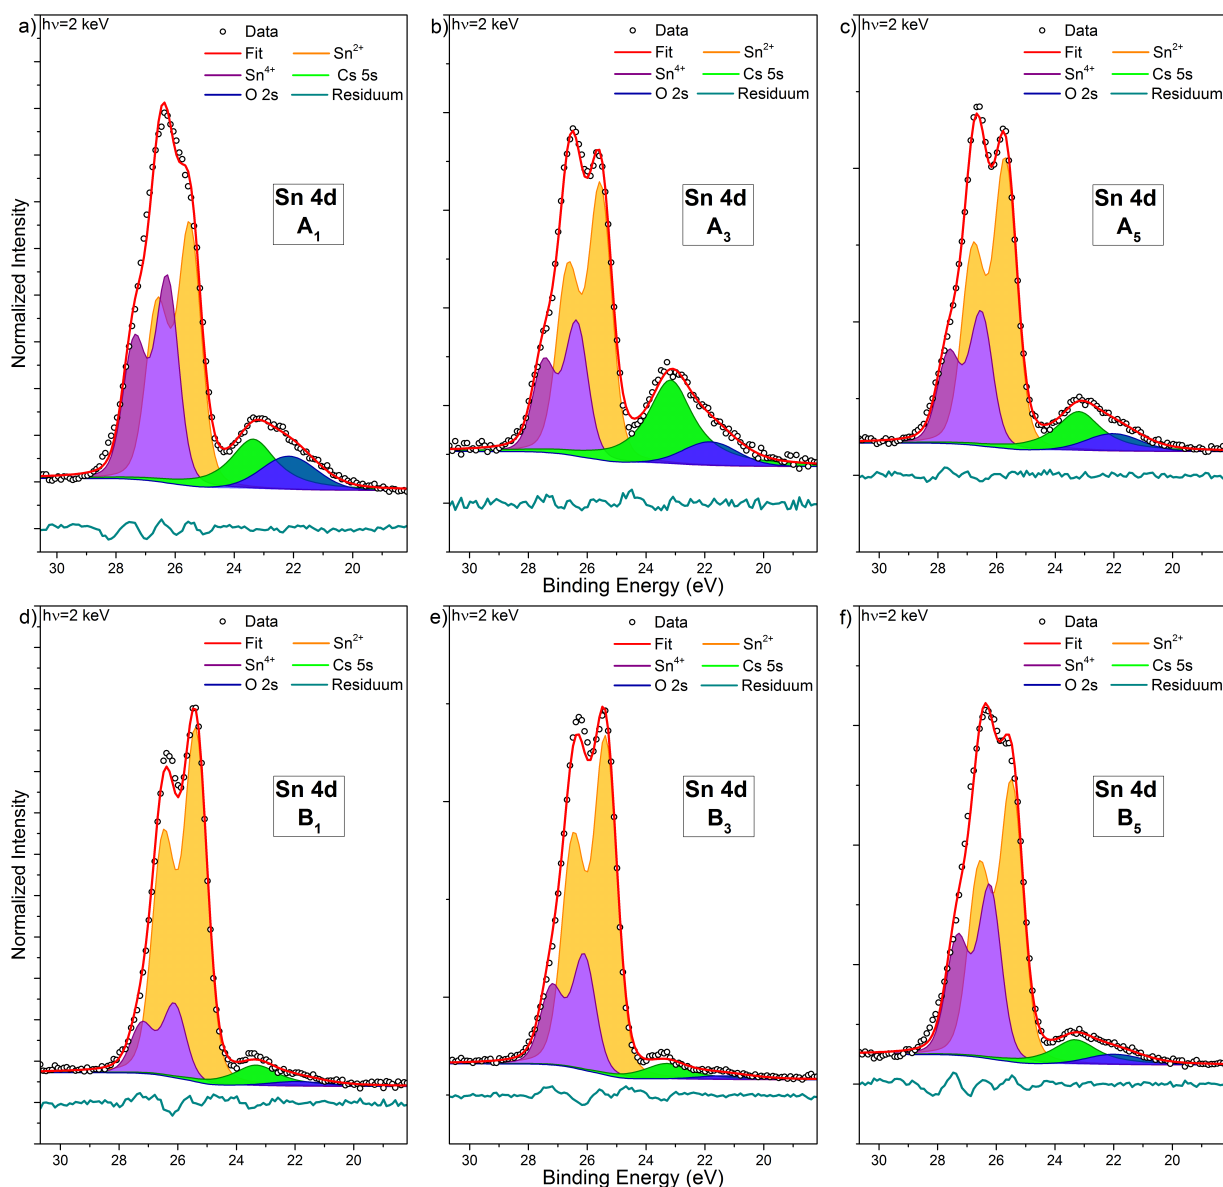 a) hν=2 keV
Data
Fit Sn²⁺
Sn⁴⁺ Cs 5s
O 2s Residuum
Sn 4d
A₁
Normalized Intensity
30 28 26 24 22 20
b) hν=2 keV
Data
Fit Sn²⁺
Sn⁴⁺ Cs 5s
O 2s Residuum
Sn 4d
A₃
30 28 26 24 22 20
Binding Energy (eV)
c) hν=2 keV
Data
Fit Sn²⁺
Sn⁴⁺ Cs 5s
O 2s Residuum
Sn 4d
A₅
30 28 26 24 22 20
d) hν=2 keV
Data
Fit Sn²⁺
Sn⁴⁺ Cs 5s
O 2s Residuum
Sn 4d
B₁
Normalized Intensity
30 28 26 24 22 20
e) hν=2 keV
Data
Fit Sn²⁺
Sn⁴⁺ Cs 5s
O 2s Residuum
Sn 4d
B₃
30 28 26 24 22 20
Binding Energy (eV)
f) hν=2 keV
Data
Fit Sn²⁺
Sn⁴⁺ Cs 5s
O 2s Residuum
Sn 4d
B₅
30 28 26 24 22 20